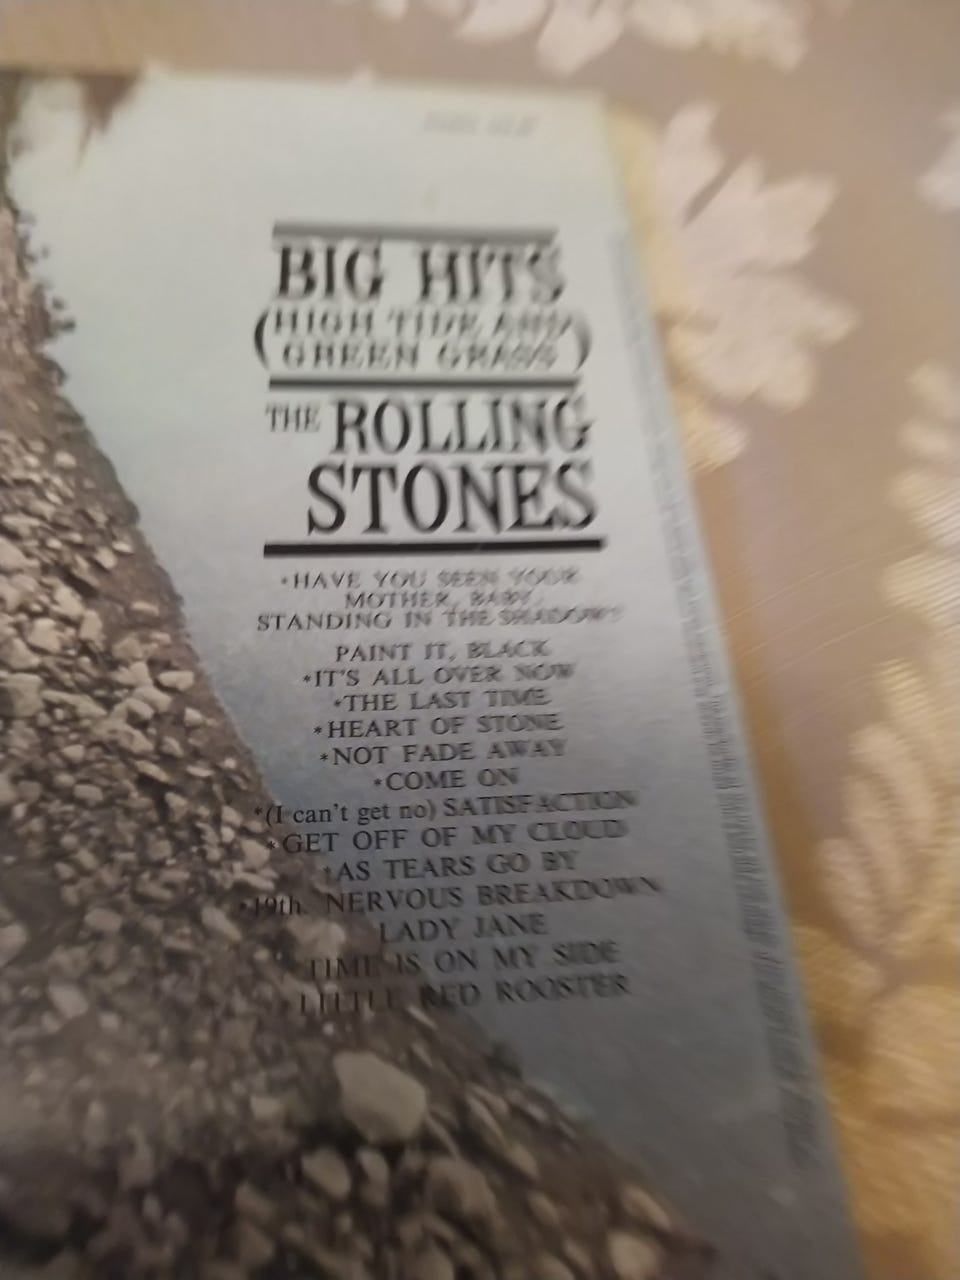 BIG HITS
(HIGH TIDE AND
GREEN GRASS)
THE ROLLING
STONES
*HAVE YOU SEEN YOUR
MOTHER, BABY,
STANDING IN THE SHADOW?
PAINT IT, BLACK
*IT'S ALL OVER NOW
*THE LAST TIME
*HEART OF STONE
*NOT FADE AWAY
*COME ON
*(I can't get no) SATISFACTION
*GET OFF OF MY CLOUD
*AS TEARS GO BY
*19th. NERVOUS BREAKDOWN
LADY JANE
TIME IS ON MY SIDE
*LITTLE RED ROOSTER